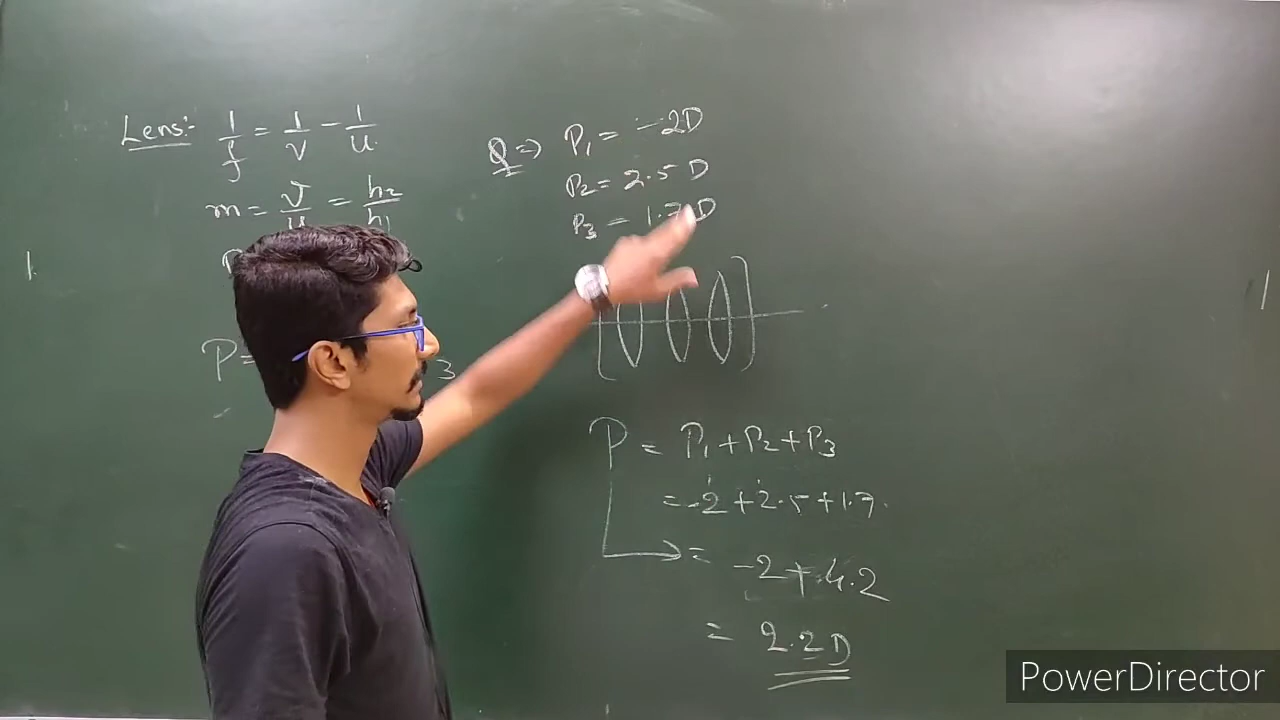 Lens:- 1/f = 1/v - 1/u
m = v/u = h2/h1
P=
3
Q => P1 = -2D
P2 = 2.5 D
P3 = 1.7 D
P = P1 + P2 + P3
= -2 + 2.5 + 1.7
= -2 + 4.2
= 2.2 D
PowerDirector